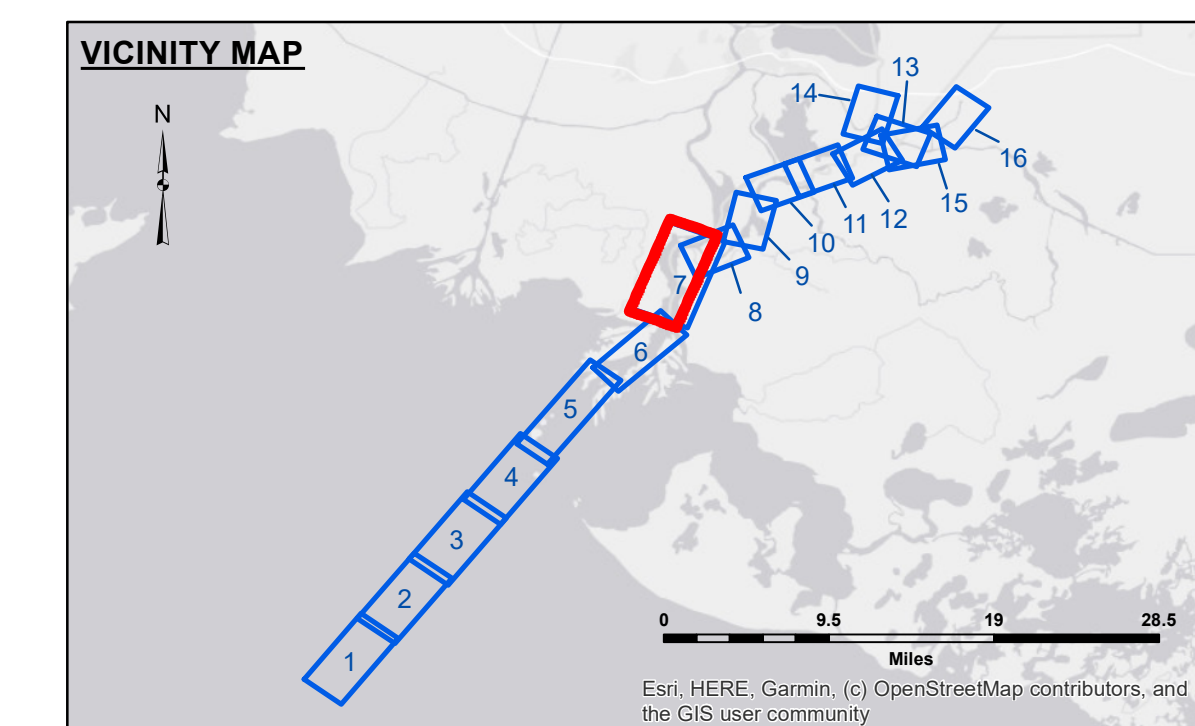 VICINITY MAP
N
13
14
16
15
12
11
10
9
8
7
6
5
4
3
2
1
0 9.5 19 28.5
Miles
Esri, HERE, Garmin, (c) OpenStreetMap contributors, and
the GIS user community